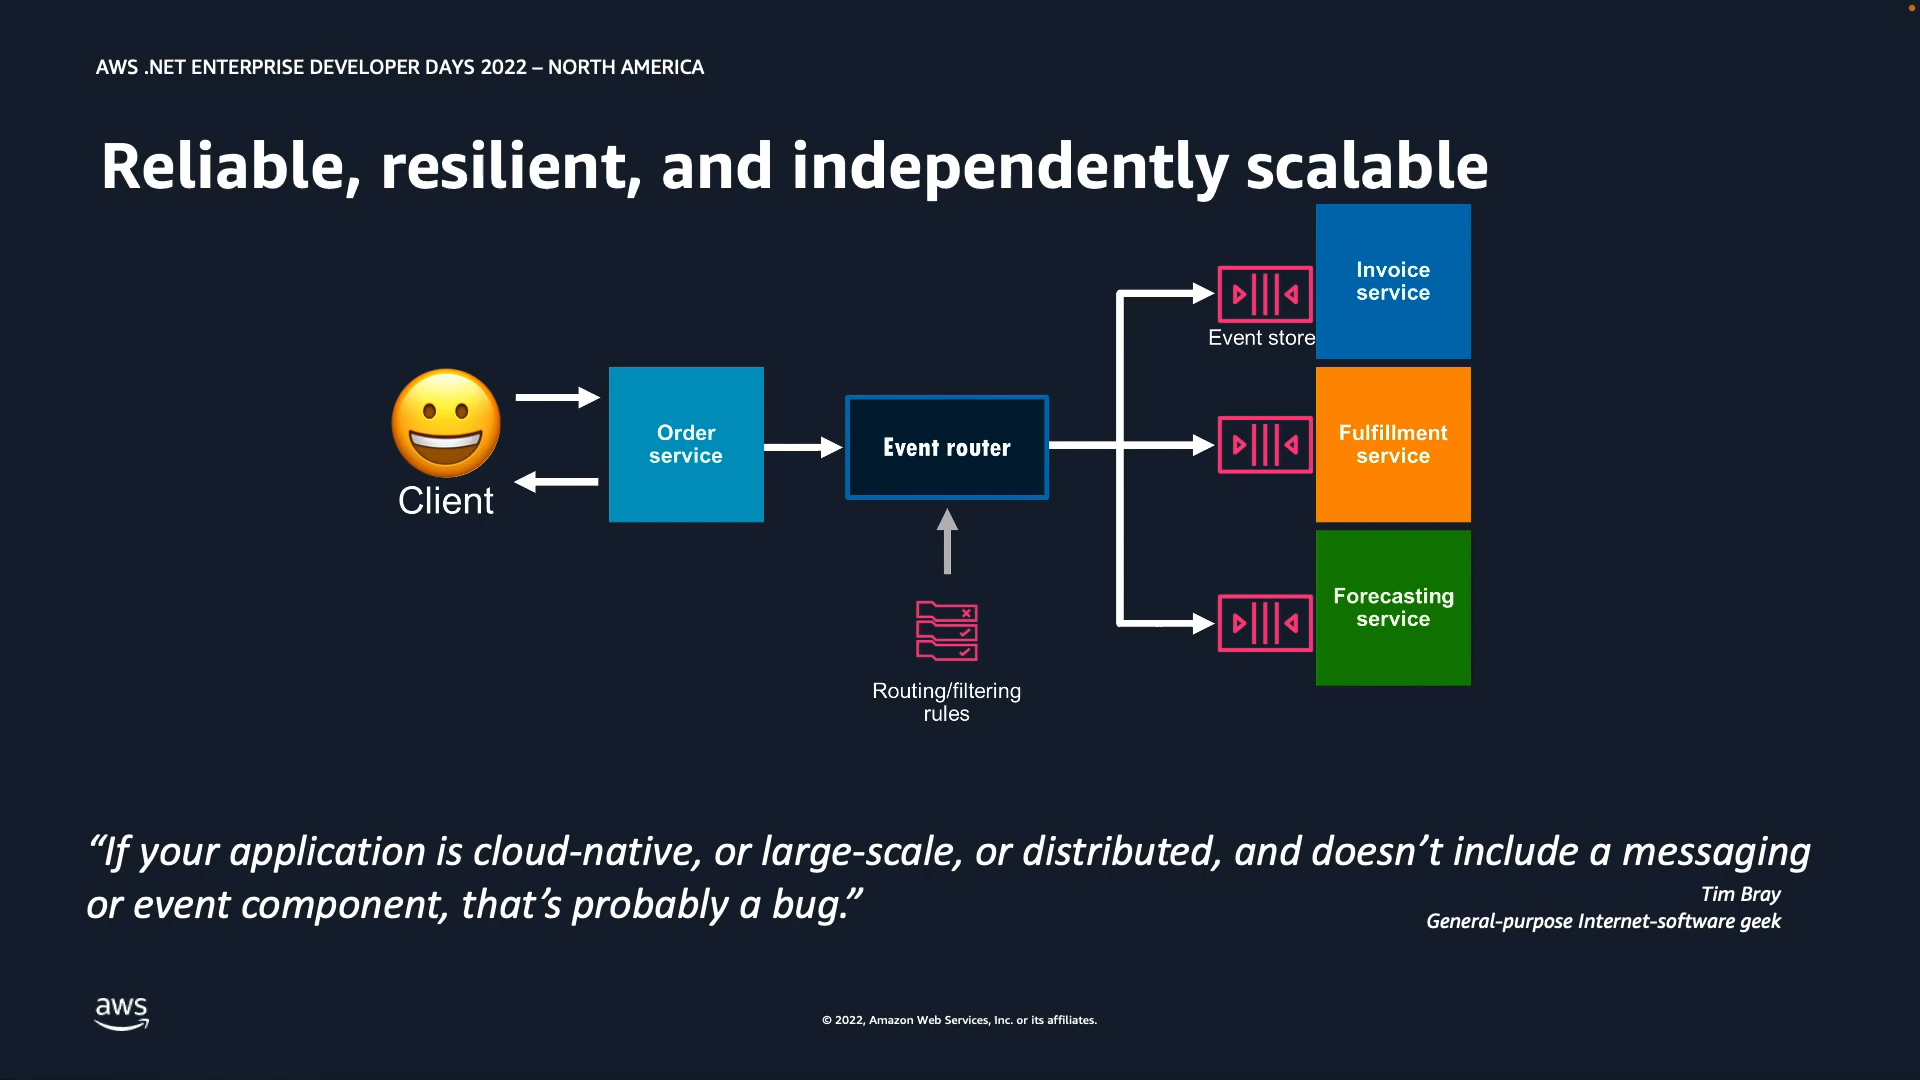 AWS .NET ENTERPRISE DEVELOPER DAYS 2022 – NORTH AMERICA
Reliable, resilient, and independently scalable
Client
Order
service
Event router
Routing/filtering
rules
Event store
Invoice
service
Fulfillment
service
Forecasting
service
“If your application is cloud-native, or large-scale, or distributed, and doesn’t include a messaging
or event component, that’s probably a bug.”
Tim Bray
General-purpose Internet-software geek
aws
© 2022, Amazon Web Services, Inc. or its affiliates.